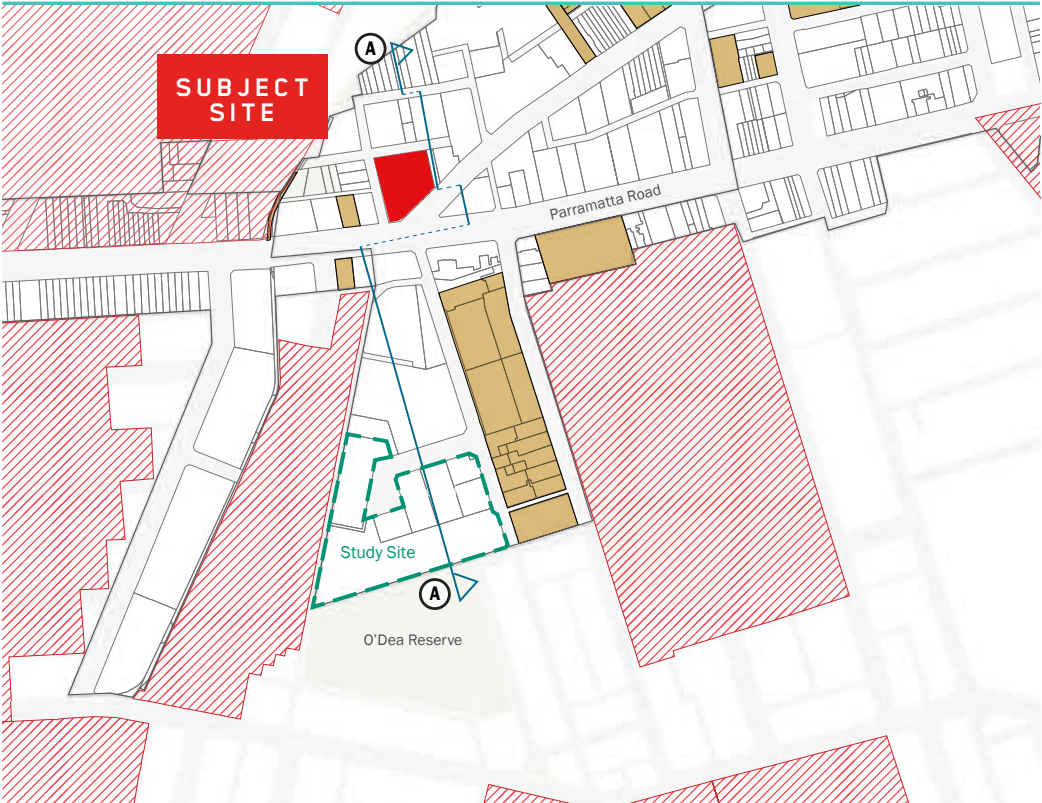 A
SUBJECT
SITE
Parramatta Road
Study Site
A
O'Dea Reserve